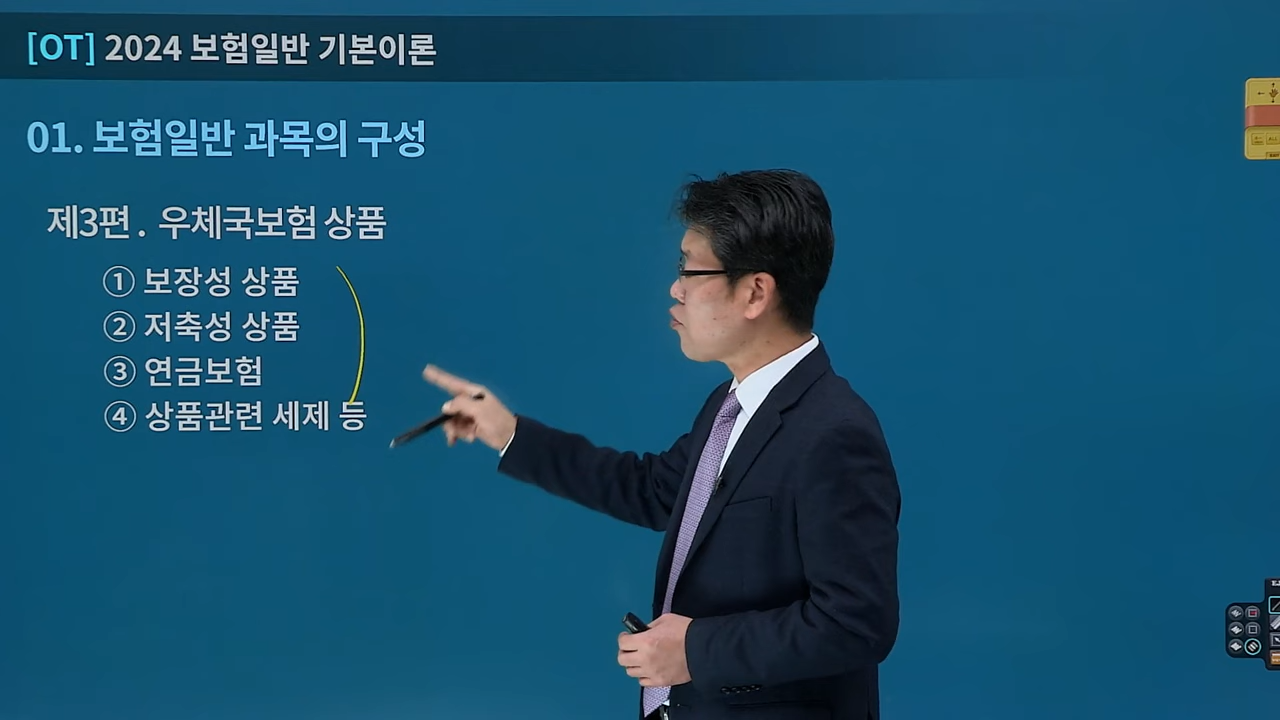 [OT] 2024 보험일반 기본이론
01. 보험일반 과목의 구성
제3편. 우체국보험 상품
① 보장성 상품
② 저축성 상품
③ 연금보험
④ 상품관련 세제 등